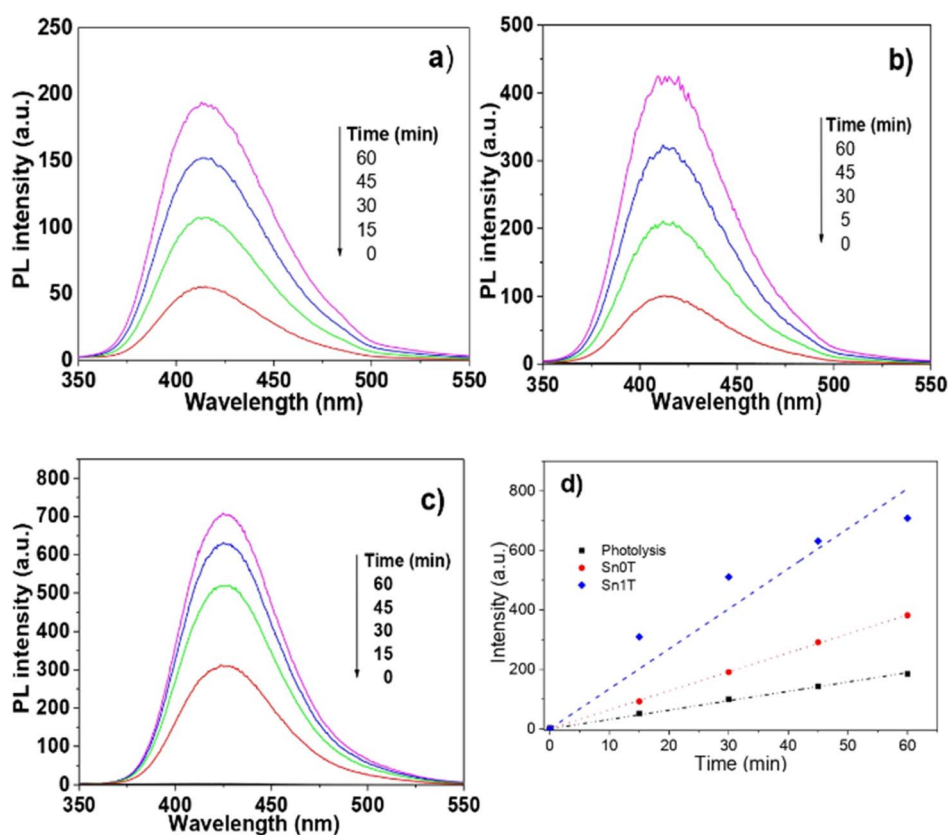 a)
PL intensity (a.u.)
250
200
150
100
50
0
Time (min)
60
45
30
15
0
350 400 450 500 550
Wavelength (nm)
b)
PL intensity (a.u.)
500
400
300
200
100
0
Time (min)
60
45
30
5
0
350 400 450 500 550
Wavelength (nm)
c)
PL intensity (a.u.)
800
700
600
500
400
300
200
100
0
Time (min)
60
45
30
15
0
350 400 450 500 550
Wavelength (nm)
d)
Intensity (a.u.)
800
600
400
200
0
Photolysis
Sn0T
Sn1T
0 10 20 30 40 50 60
Time (min)